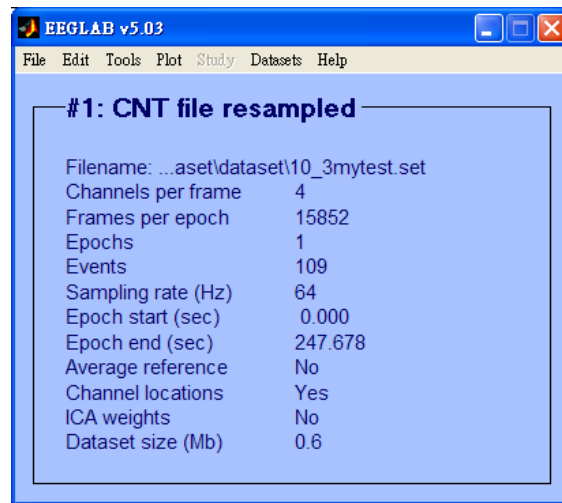 EEGLAB v5.03
File Edit Tools Plot Study Datasets Help
#1: CNT file resampled
Filename: ...aset\dataset\10_3mytest.set
Channels per frame 4
Frames per epoch 15852
Epochs 1
Events 109
Sampling rate (Hz) 64
Epoch start (sec) 0.000
Epoch end (sec) 247.678
Average reference No
Channel locations Yes
ICA weights No
Dataset size (Mb) 0.6